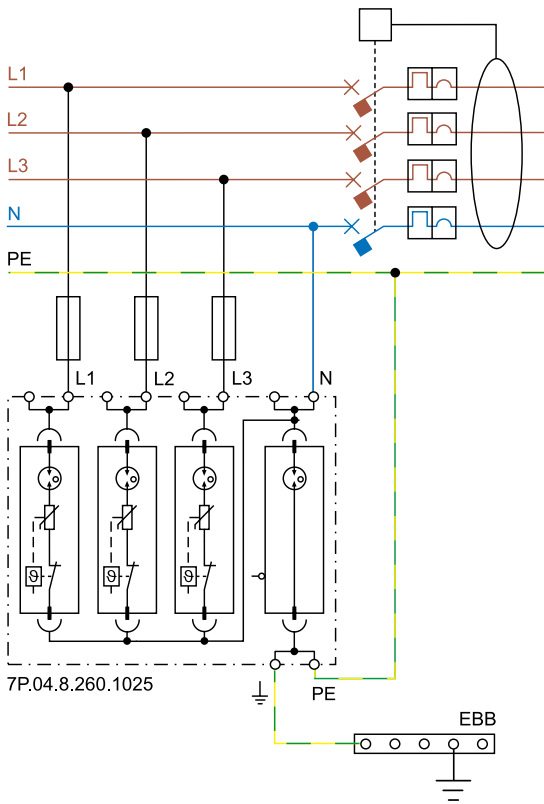 L1
L2
L3
N
PE
L1 L2 L3 N
ϑ ϑ ϑ
7P.04.8.260.1025
PE
EBB